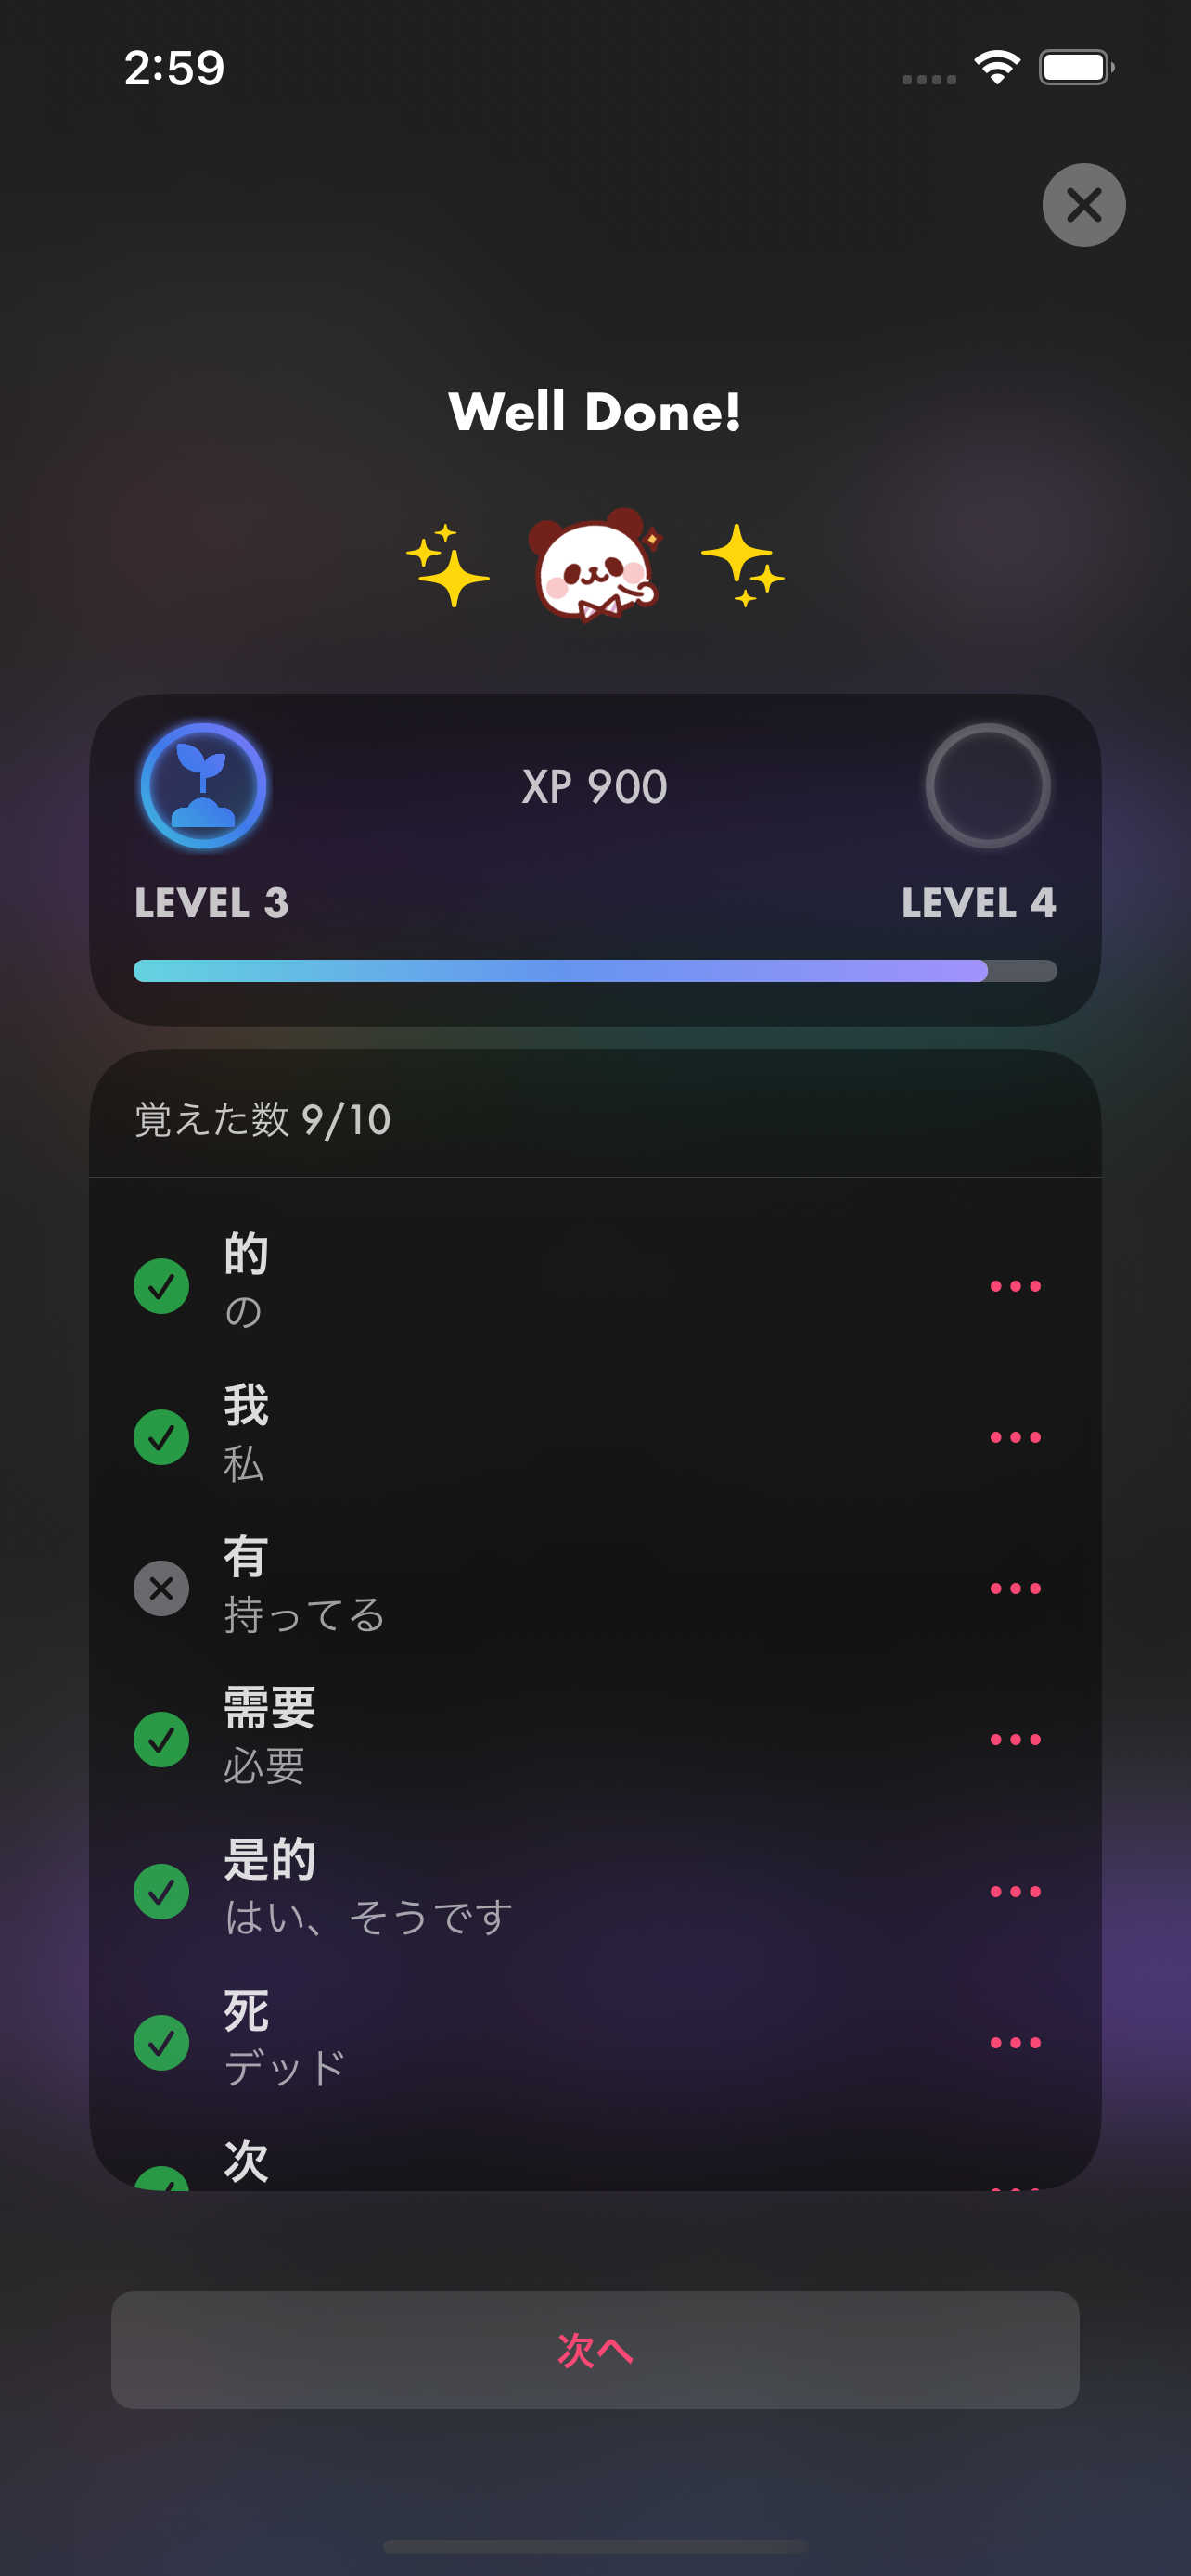 2:59
Well Done!
XP 900
LEVEL 3
LEVEL 4
覚えた数 9/10
的
の
我
私
有
持ってる
需要
必要
是的
はい、そうです
死
デッド
次
次へ